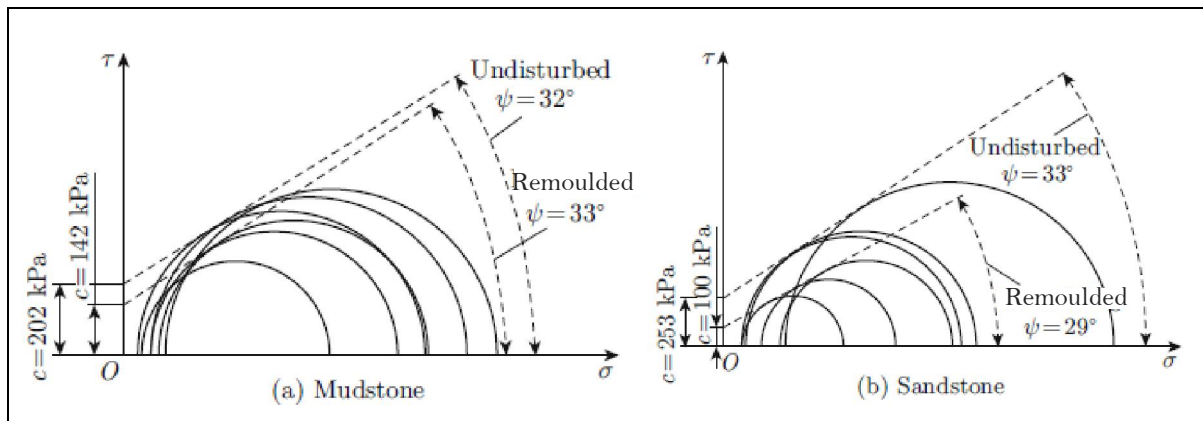 τ
Undisturbed
ψ=32°
Remoulded
ψ=33°
c=142 kPa
c=202 kPa
O
σ
(a) Mudstone
τ
Undisturbed
ψ=33°
c=100 kPa
c=253 kPa
Remoulded
ψ=29°
O
σ
(b) Sandstone